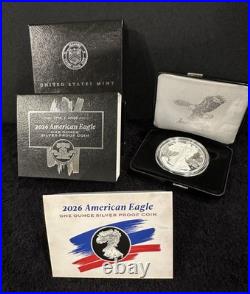 UNITED STATES MINT
2026 American Eagle
ONE OUNCE
SILVER PROOF COIN
2026 American Eagle
ONE OUNCE SILVER PROOF COIN